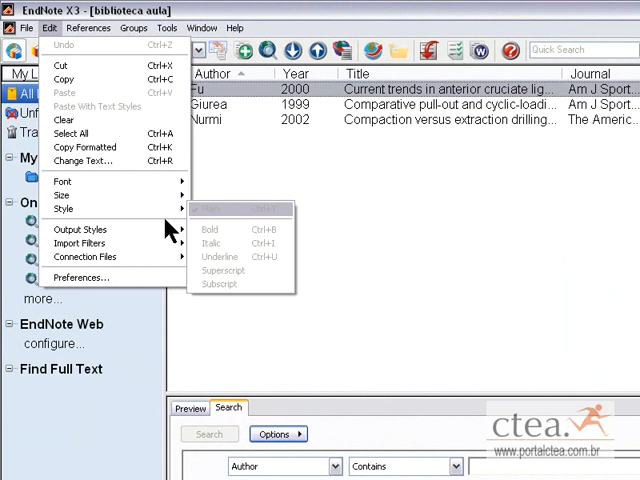 EndNote X3 - [biblioteca aula]
File Edit References Groups Tools Window Help
Quick Search
My L
All
Unf
Tra
My
On
more...
EndNote Web
configure...
Find Full Text
Undo Ctrl+Z
Cut Ctrl+X
Copy Ctrl+C
Paste Ctrl+V
Paste With Text Styles
Clear
Select All Ctrl+A
Copy Formatted Ctrl+K
Change Text... Ctrl+R
Font
Size
Style
Output Styles
Import Filters
Connection Files
Preferences...
Bold Ctrl+B
Italic Ctrl+I
Underline Ctrl+U
Superscript
Subscript
Author Year Title Journal
Fu 2000 Current trends in anterior cruciate lig... Am J Sport...
Giurea 1999 Comparative pull-out and cyclic-loadi... Am J Sport...
Nurmi 2002 Compaction versus extraction drilling... The Americ...
Preview Search
Search Options
Author Contains
ctea.
www.portalctea.com.br